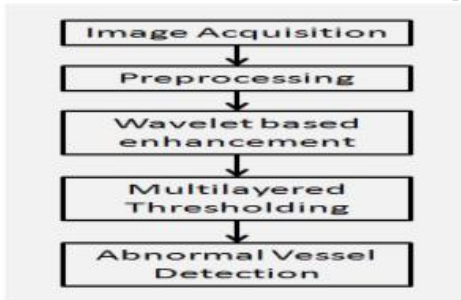 Image Acquisition
Preprocessing
Wavelet based
enhancement
Multilayered
Thresholding
Abnormal Vessel
Detection